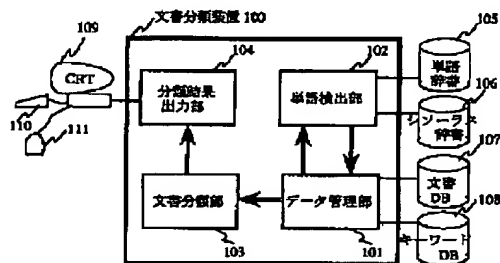 文書分類装置 100
109
CRT
110
111
104
分類結果
出力部
102
単語検出部
文書分類部
103
データ管理部
101
105
単語
辞書
106
シソーラス
辞書
107
文書
DB
108
キーワード
DB